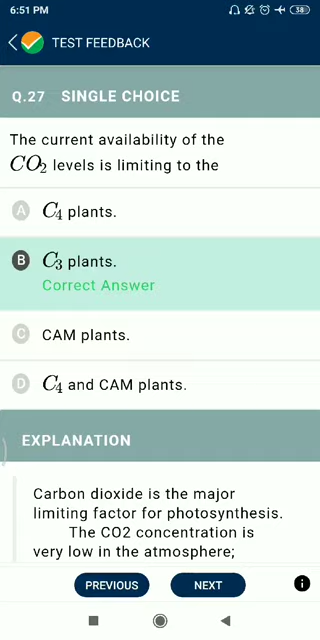 6:51 PM
38
TEST FEEDBACK
Q.27 SINGLE CHOICE
The current availability of the
CO₂ levels is limiting to the
A C₄ plants.
B C₃ plants.
Correct Answer
C CAM plants.
D C₄ and CAM plants.
EXPLANATION
Carbon dioxide is the major
limiting factor for photosynthesis.
The CO2 concentration is
very low in the atmosphere;
PREVIOUS NEXT